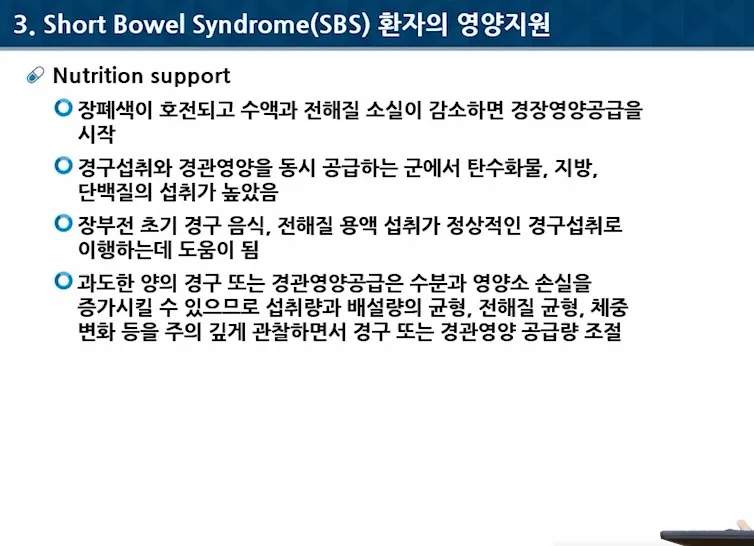 3. Short Bowel Syndrome(SBS) 환자의 영양지원
Nutrition support
장폐색이 호전되고 수액과 전해질 소실이 감소하면 경장영양공급을
시작
경구섭취와 경관영양을 동시 공급하는 군에서 탄수화물, 지방,
단백질의 섭취가 높았음
장부전 초기 경구 음식, 전해질 용액 섭취가 정상적인 경구섭취로
이행하는데 도움이 됨
과도한 양의 경구 또는 경관영양공급은 수분과 영양소 손실을
증가시킬 수 있으므로 섭취량과 배설량의 균형, 전해질 균형, 체중
변화 등을 주의 깊게 관찰하면서 경구 또는 경관영양 공급량 조절